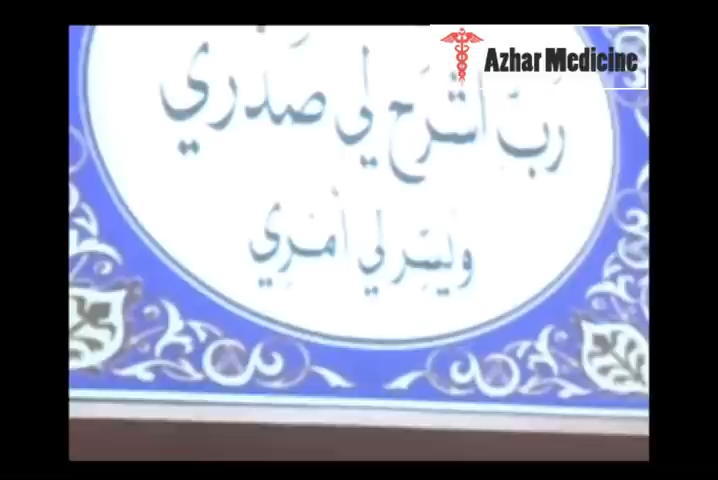 Azhar Medicine
رَبِّ اشْرَحْ لِي صَدْرِي
وَيَسِّرْ لِي أَمْرِي